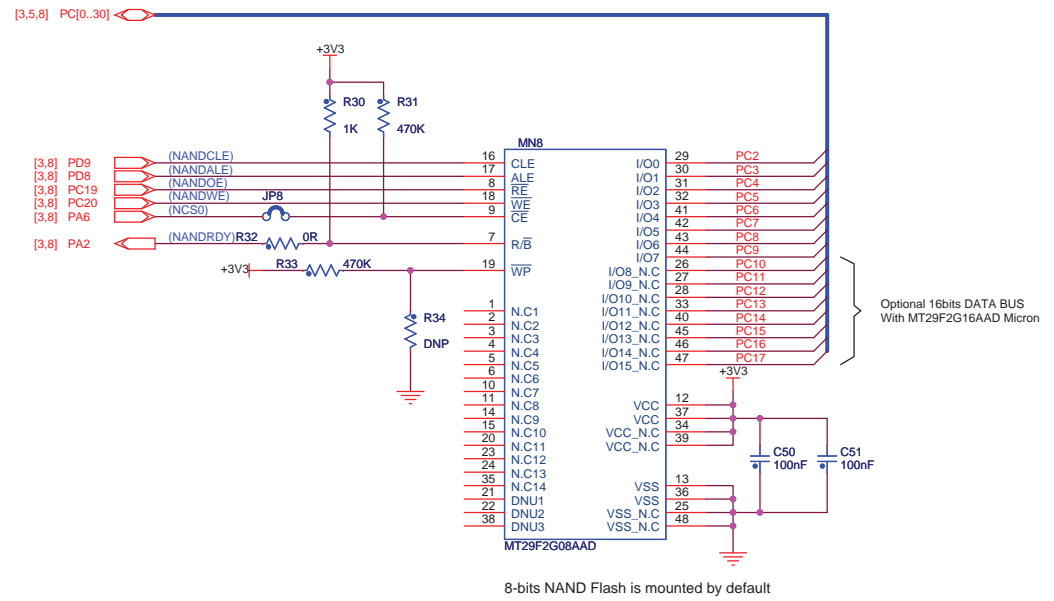 [3,5,8] PC[0..30]
+3V3
R30 R31
1K 470K
MN8
[3,8] PD9 (NANDCLE) 16 CLE
[3,8] PD8 (NANDALE) 17 ALE
[3,8] PC19 (NANDOE) 8 RE
[3,8] PC20 (NANDWE) JP8 18 WE
[3,8] PA6 (NCS0) 9 CE
[3,8] PA2 (NANDRDY) R32 0R 7 R/B
+3V3 R33 470K 19 WP
R34
DNP
1 N.C1
2 N.C2
3 N.C3
4 N.C4
5 N.C5
6 N.C6
10 N.C7
11 N.C8
14 N.C9
15 N.C10
20 N.C11
23 N.C12
24 N.C13
35 N.C14
21 DNU1
22 DNU2
38 DNU3
I/O0 29 PC2
I/O1 30 PC3
I/O2 31 PC4
I/O3 32 PC5
I/O4 41 PC6
I/O5 42 PC7
I/O6 43 PC8
I/O7 44 PC9
I/O8_N.C 26 PC10
I/O9_N.C 27 PC11
I/O10_N.C 28 PC12
I/O11_N.C 33 PC13
I/O12_N.C 40 PC14
I/O13_N.C 45 PC15
I/O14_N.C 46 PC16
I/O15_N.C 47 PC17
Optional 16bits DATA BUS
With MT29F2G16AAD Micron
+3V3
VCC 12
VCC 37
VCC_N.C 34
VCC_N.C 39
C50 C51
100nF 100nF
VSS 13
VSS 36
VSS_N.C 25
VSS_N.C 48
MT29F2G08AAD
8-bits NAND Flash is mounted by default